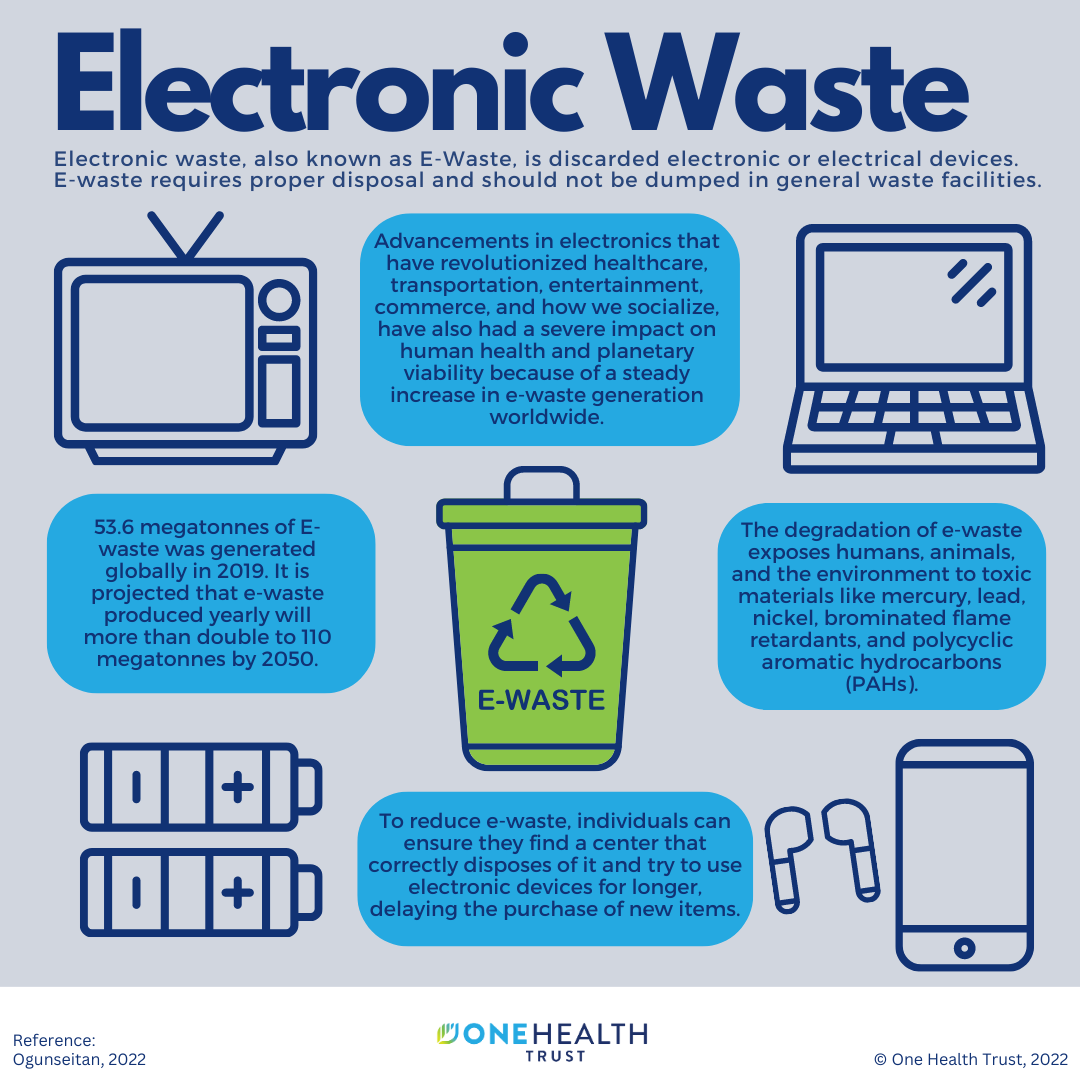 Electronic Waste
Electronic waste, also known as E-Waste, is discarded electronic or electrical devices.
E-waste requires proper disposal and should not be dumped in general waste facilities.
Advancements in electronics that
have revolutionized healthcare,
transportation, entertainment,
commerce, and how we socialize,
have also had a severe impact on
human health and planetary
viability because of a steady
increase in e-waste generation
worldwide.
53.6 megatonnes of E-
waste was generated
globally in 2019. It is
projected that e-waste
produced yearly will
more than double to 110
megatonnes by 2050.
E-WASTE
The degradation of e-waste
exposes humans, animals,
and the environment to toxic
materials like mercury, lead,
nickel, brominated flame
retardants, and polycyclic
aromatic hydrocarbons
(PAHs).
To reduce e-waste, individuals can
ensure they find a center that
correctly disposes of it and try to use
electronic devices for longer,
delaying the purchase of new items.
Reference:
Ogunseitan, 2022
ONEHEALTH
TRUST
© One Health Trust, 2022